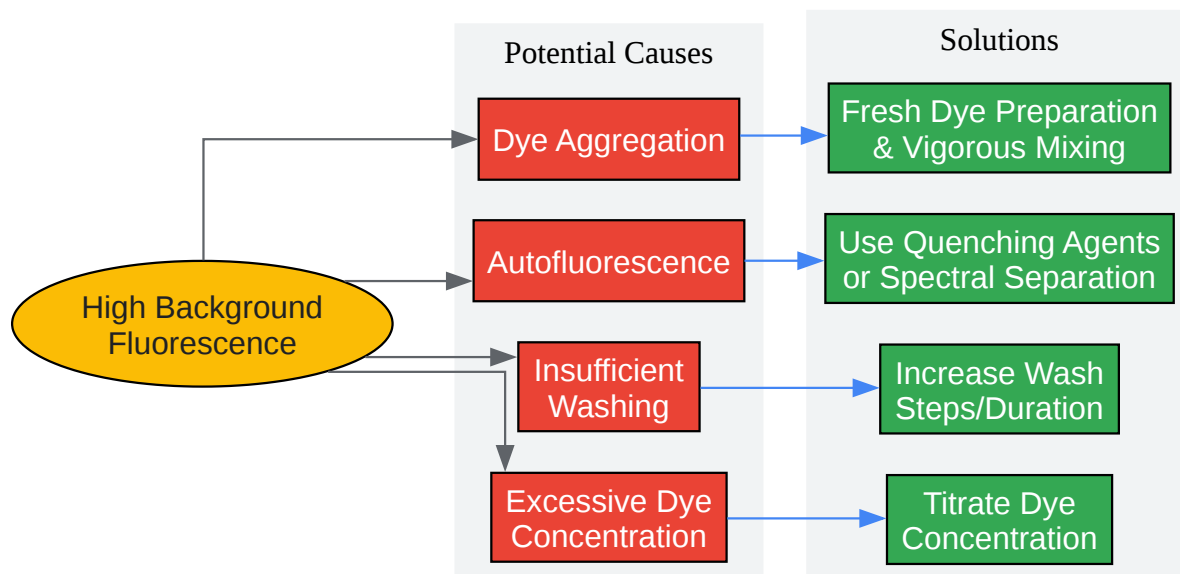 Potential Causes
Solutions
High Background
Fluorescence
Dye Aggregation
Fresh Dye Preparation
& Vigorous Mixing
Autofluorescence
Use Quenching Agents
or Spectral Separation
Insufficient
Washing
Increase Wash
Steps/Duration
Excessive Dye
Concentration
Titrate Dye
Concentration